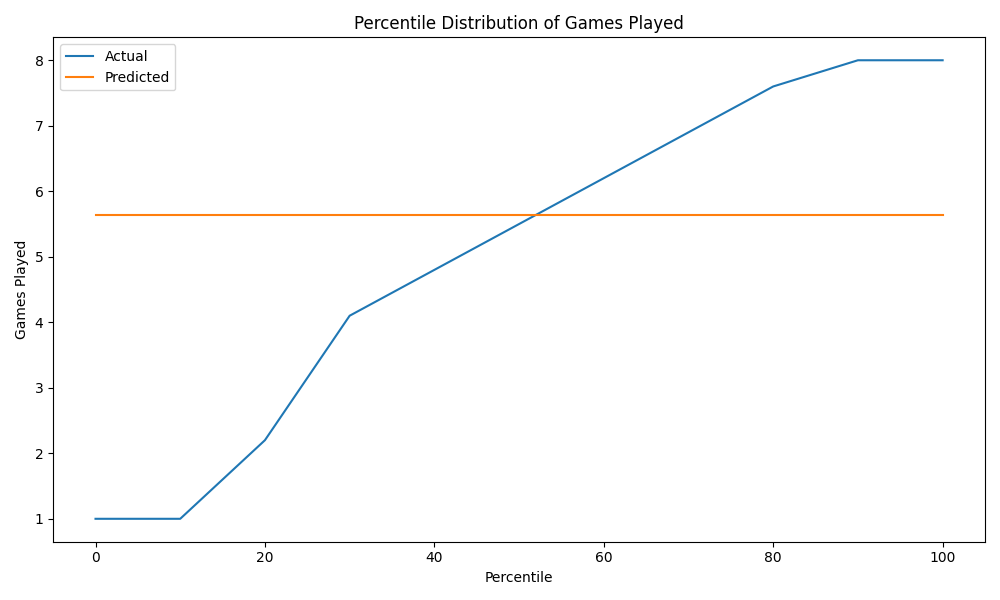 Percentile Distribution of Games Played
Actual
Predicted
8
7
6
5
4
3
2
1
Games Played
0 20 40 60 80 100
Percentile